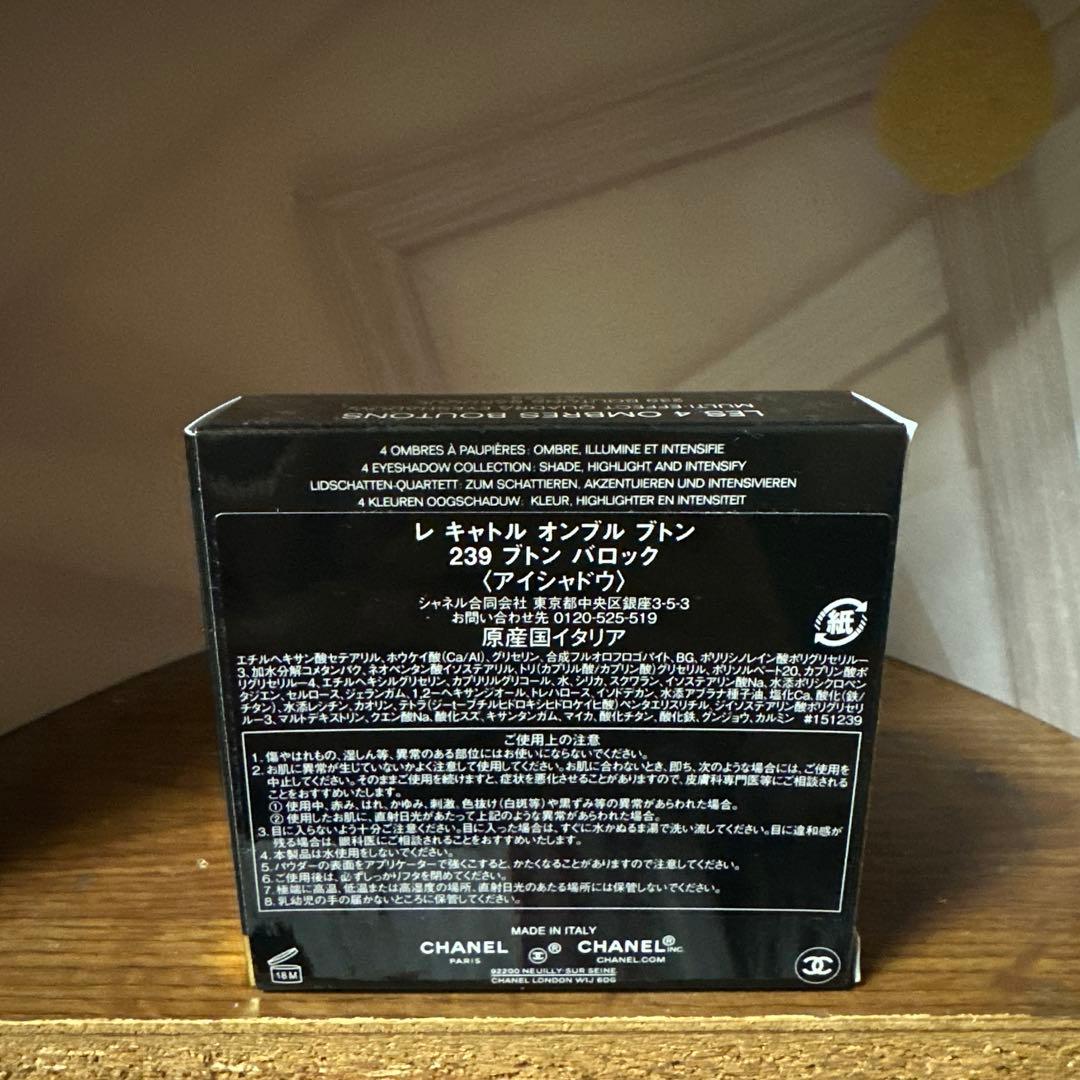 LES 4 OMBRES BOUTONS
4 OMBRES À PAUPIÈRES: OMBRE, ILLUMINE ET INTENSIFIE
4 EYESHADOW COLLECTION: SHADE, HIGHLIGHT AND INTENSIFY
LIDSCHATTEN-QUARTETT: ZUM SCHATTIEREN, AKZENTUIEREN UND INTENSIVIEREN
4 KLEUREN OOGSCHADUW: KLEUR, HIGHLIGHTER EN INTENSITEIT
レ キャトル オンブル ブトン
239 ブトン バロック
〈アイシャドウ〉
シャネル合同会社 東京都中央区銀座3-5-3
お問い合わせ先 0120-525-519
原産国イタリア
紙
エチルヘキサン酸セテアリル、ホウケイ酸(Ca/Al)、グリセリン、合成フルオロフロゴパイト、BG、ポリリシノレイン酸ポリグリセリル-
3、加水分解コメタンパク、ネオペンタン酸イソステアリル、トリ(カプリル酸/カプリン酸)グリセリル、ポリソルベート20、カプリン酸ポ
リグリセリル-4、エチルヘキシルグリセリン、カプリリルグリコール、水、シリカ、スクワラン、イソステアリン酸Na、水添ポリシクロペン
タジエン、セルロース、ジェランガム、1,2-ヘキサンジオール、トレハロース、イソドデカン、水添アブラナ種子油、塩化Ca、酸化(鉄/
チタン)、水添レシチン、カオリン、テトラ(ジ-t-ブチルヒドロキシヒドロケイヒ酸)ペンタエリスリチル、ジイソステアリン酸ポリグリセリ
ル-3、マルトデキストリン、クエン酸Na、酸化スズ、キサンタンガム、マイカ、酸化チタン、酸化鉄、グンジョウ、カルミン #151239
ご使用上の注意
1. 傷やはれもの、湿しん等、異常のある部位にはお使いにならないでください。
2. お肌に異常が生じていないかよく注意して使用してください。お肌に合わないとき、即ち、次のような場合には、ご使用を
中止してください。そのままご使用を続けますと、症状を悪化させることがありますので、皮膚科専門医等にご相談される
ことをおすすめいたします。
① 使用中、赤み、はれ、かゆみ、刺激、色抜け(白斑等)や黒ずみ等の異常があらわれた場合。
② 使用したお肌に、直射日光があたって上記のような異常があらわれた場合。
3. 目に入らないよう十分ご注意ください。目に入った場合は、すぐに水かぬるま湯で洗い流してください。目に違和感が
残る場合は、眼科医にご相談されることをおすすめいたします。
4. 本製品は水使用をしないでください。
5. パウダーの表面をアプリケーターで強くこすると、かたくなることがありますので注意してください。
6. ご使用後は、必ずしっかりフタを閉めてください。
7. 極端に高温、低温または高湿度の場所、直射日光のあたる場所には保管しないでください。
8. 乳幼児の手の届かないところに保管してください。
MADE IN ITALY
CHANEL ® CHANEL® INC.
PARIS CHANEL.COM
92200 NEUILLY-SUR-SEINE
CHANEL LONDON W1J 6DG
18M